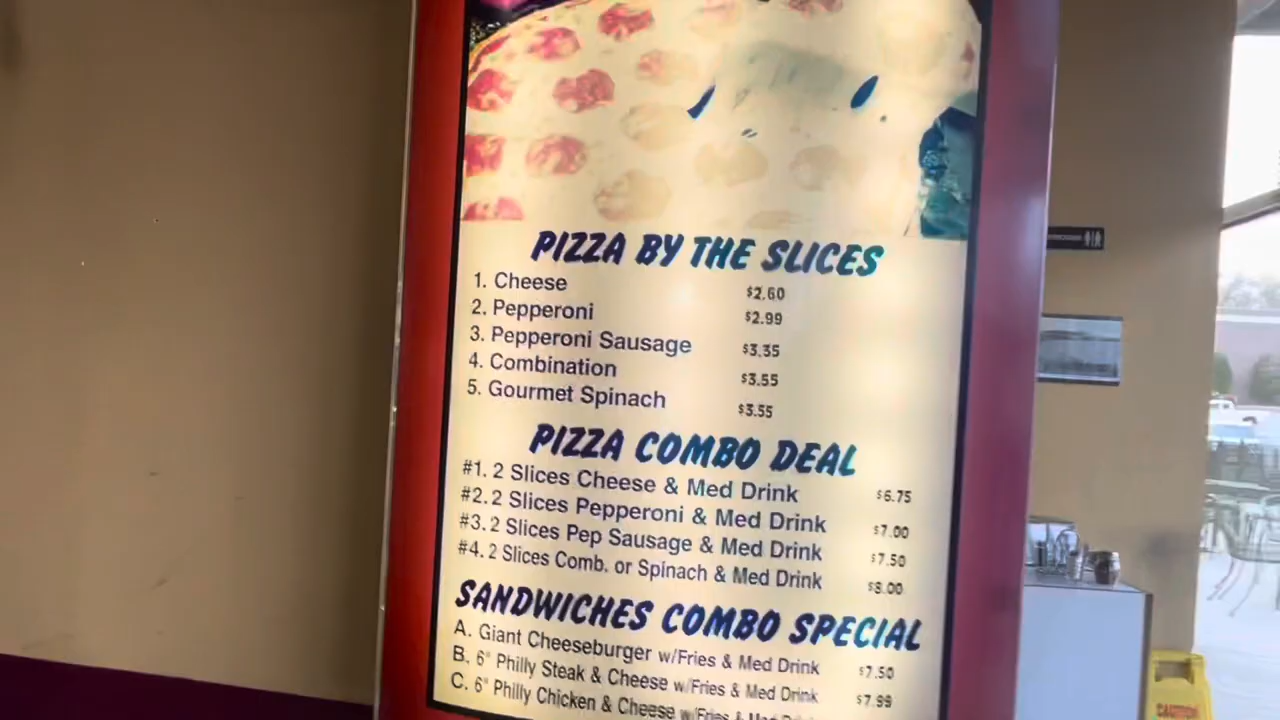 PIZZA BY THE SLICES
1. Cheese $2.60
2. Pepperoni $2.99
3. Pepperoni Sausage $3.35
4. Combination $3.55
5. Gourmet Spinach $3.55
PIZZA COMBO DEAL
#1. 2 Slices Cheese & Med Drink $6.75
#2. 2 Slices Pepperoni & Med Drink $7.00
#3. 2 Slices Pep Sausage & Med Drink $7.50
#4. 2 Slices Comb. or Spinach & Med Drink $8.00
SANDWICHES COMBO SPECIAL
A. Giant Cheeseburger w/Fries & Med Drink $7.50
B. 6" Philly Steak & Cheese w/Fries & Med Drink $7.99
C. 6" Philly Chicken & Cheese w/Fries & Med
CAUTION